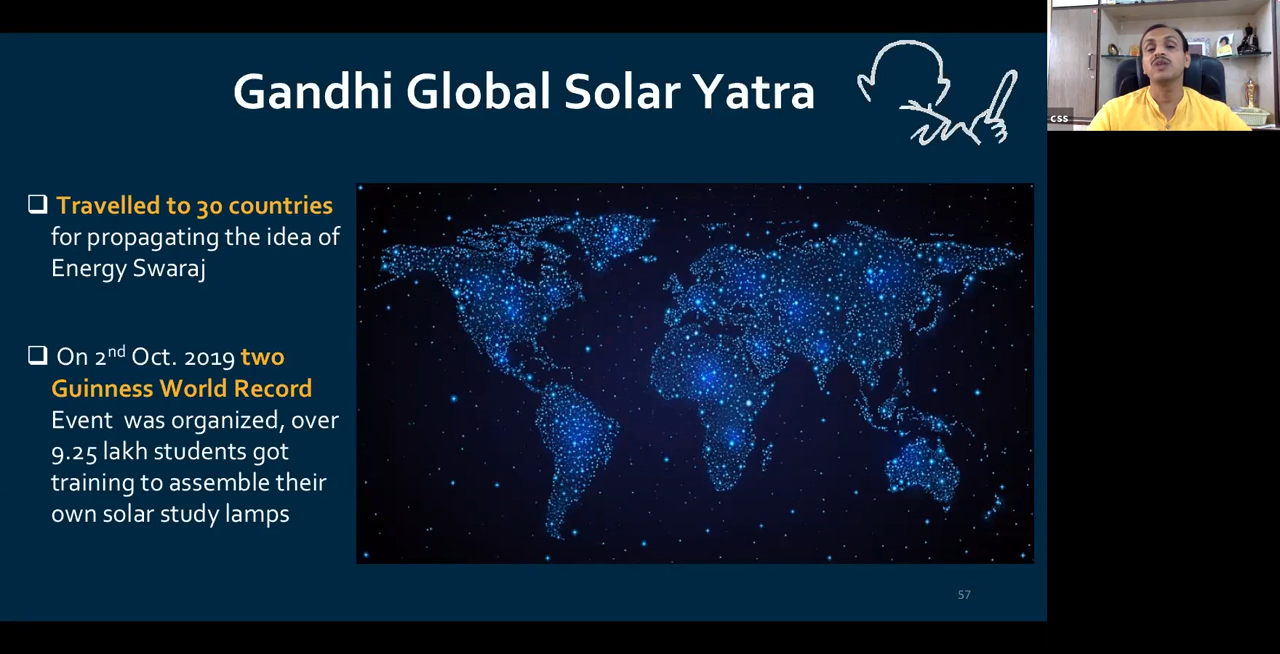 Gandhi Global Solar Yatra
Travelled to 30 countries
for propagating the idea of
Energy Swaraj
On 2nd Oct. 2019 two
Guinness World Record
Event was organized, over
9.25 lakh students got
training to assemble their
own solar study lamps
57
css